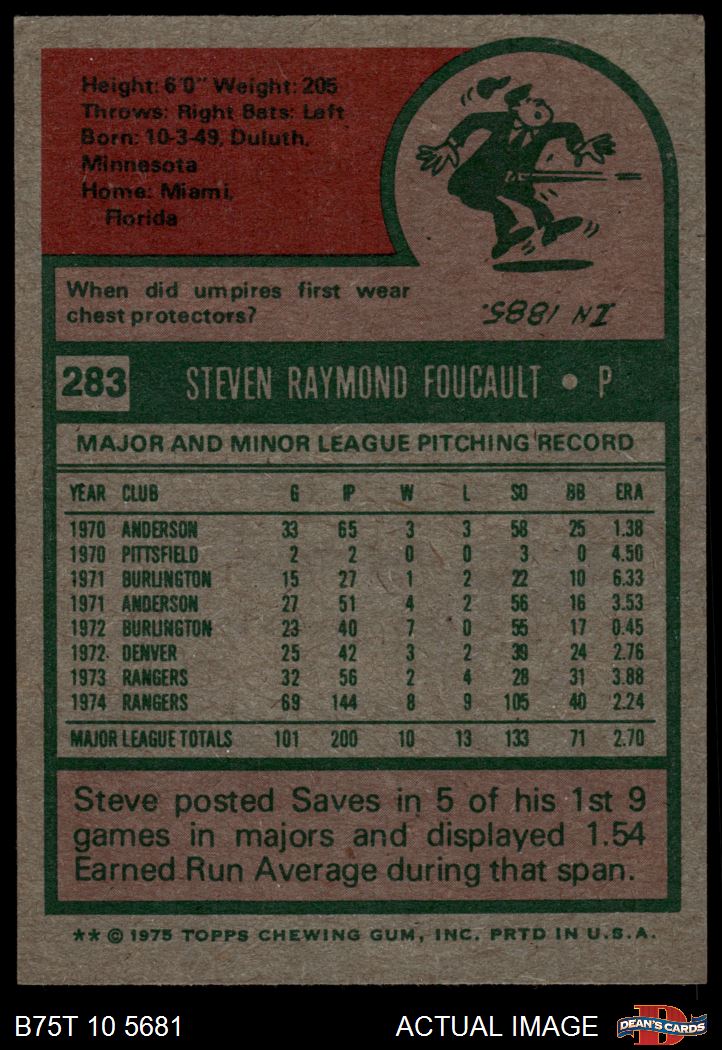 Height: 6'0" Weight: 205
Throws: Right Bats: Left
Born: 10-3-49, Duluth,
Minnesota
Home: Miami,
Florida
When did umpires first wear
chest protectors?
IN 1885.
283 STEVEN RAYMOND FOUCAULT • P
MAJOR AND MINOR LEAGUE PITCHING RECORD
YEAR CLUB G IP W L SO BB ERA
1970 ANDERSON 33 65 3 3 58 25 1.38
1970 PITTSFIELD 2 2 0 0 3 0 4.50
1971 BURLINGTON 15 27 1 2 22 10 6.33
1971 ANDERSON 27 51 4 2 56 16 3.53
1972 BURLINGTON 23 40 7 0 55 17 0.45
1972 DENVER 25 42 3 2 39 24 2.76
1973 RANGERS 32 56 2 4 28 31 3.88
1974 RANGERS 69 144 8 9 105 40 2.24
MAJOR LEAGUE TOTALS 101 200 10 13 133 71 2.70
Steve posted Saves in 5 of his 1st 9
games in majors and displayed 1.54
Earned Run Average during that span.
** © 1975 TOPPS CHEWING GUM, INC. PRTD IN U.S.A.
B75T 10 5681 ACTUAL IMAGE D DEAN'S CARDS